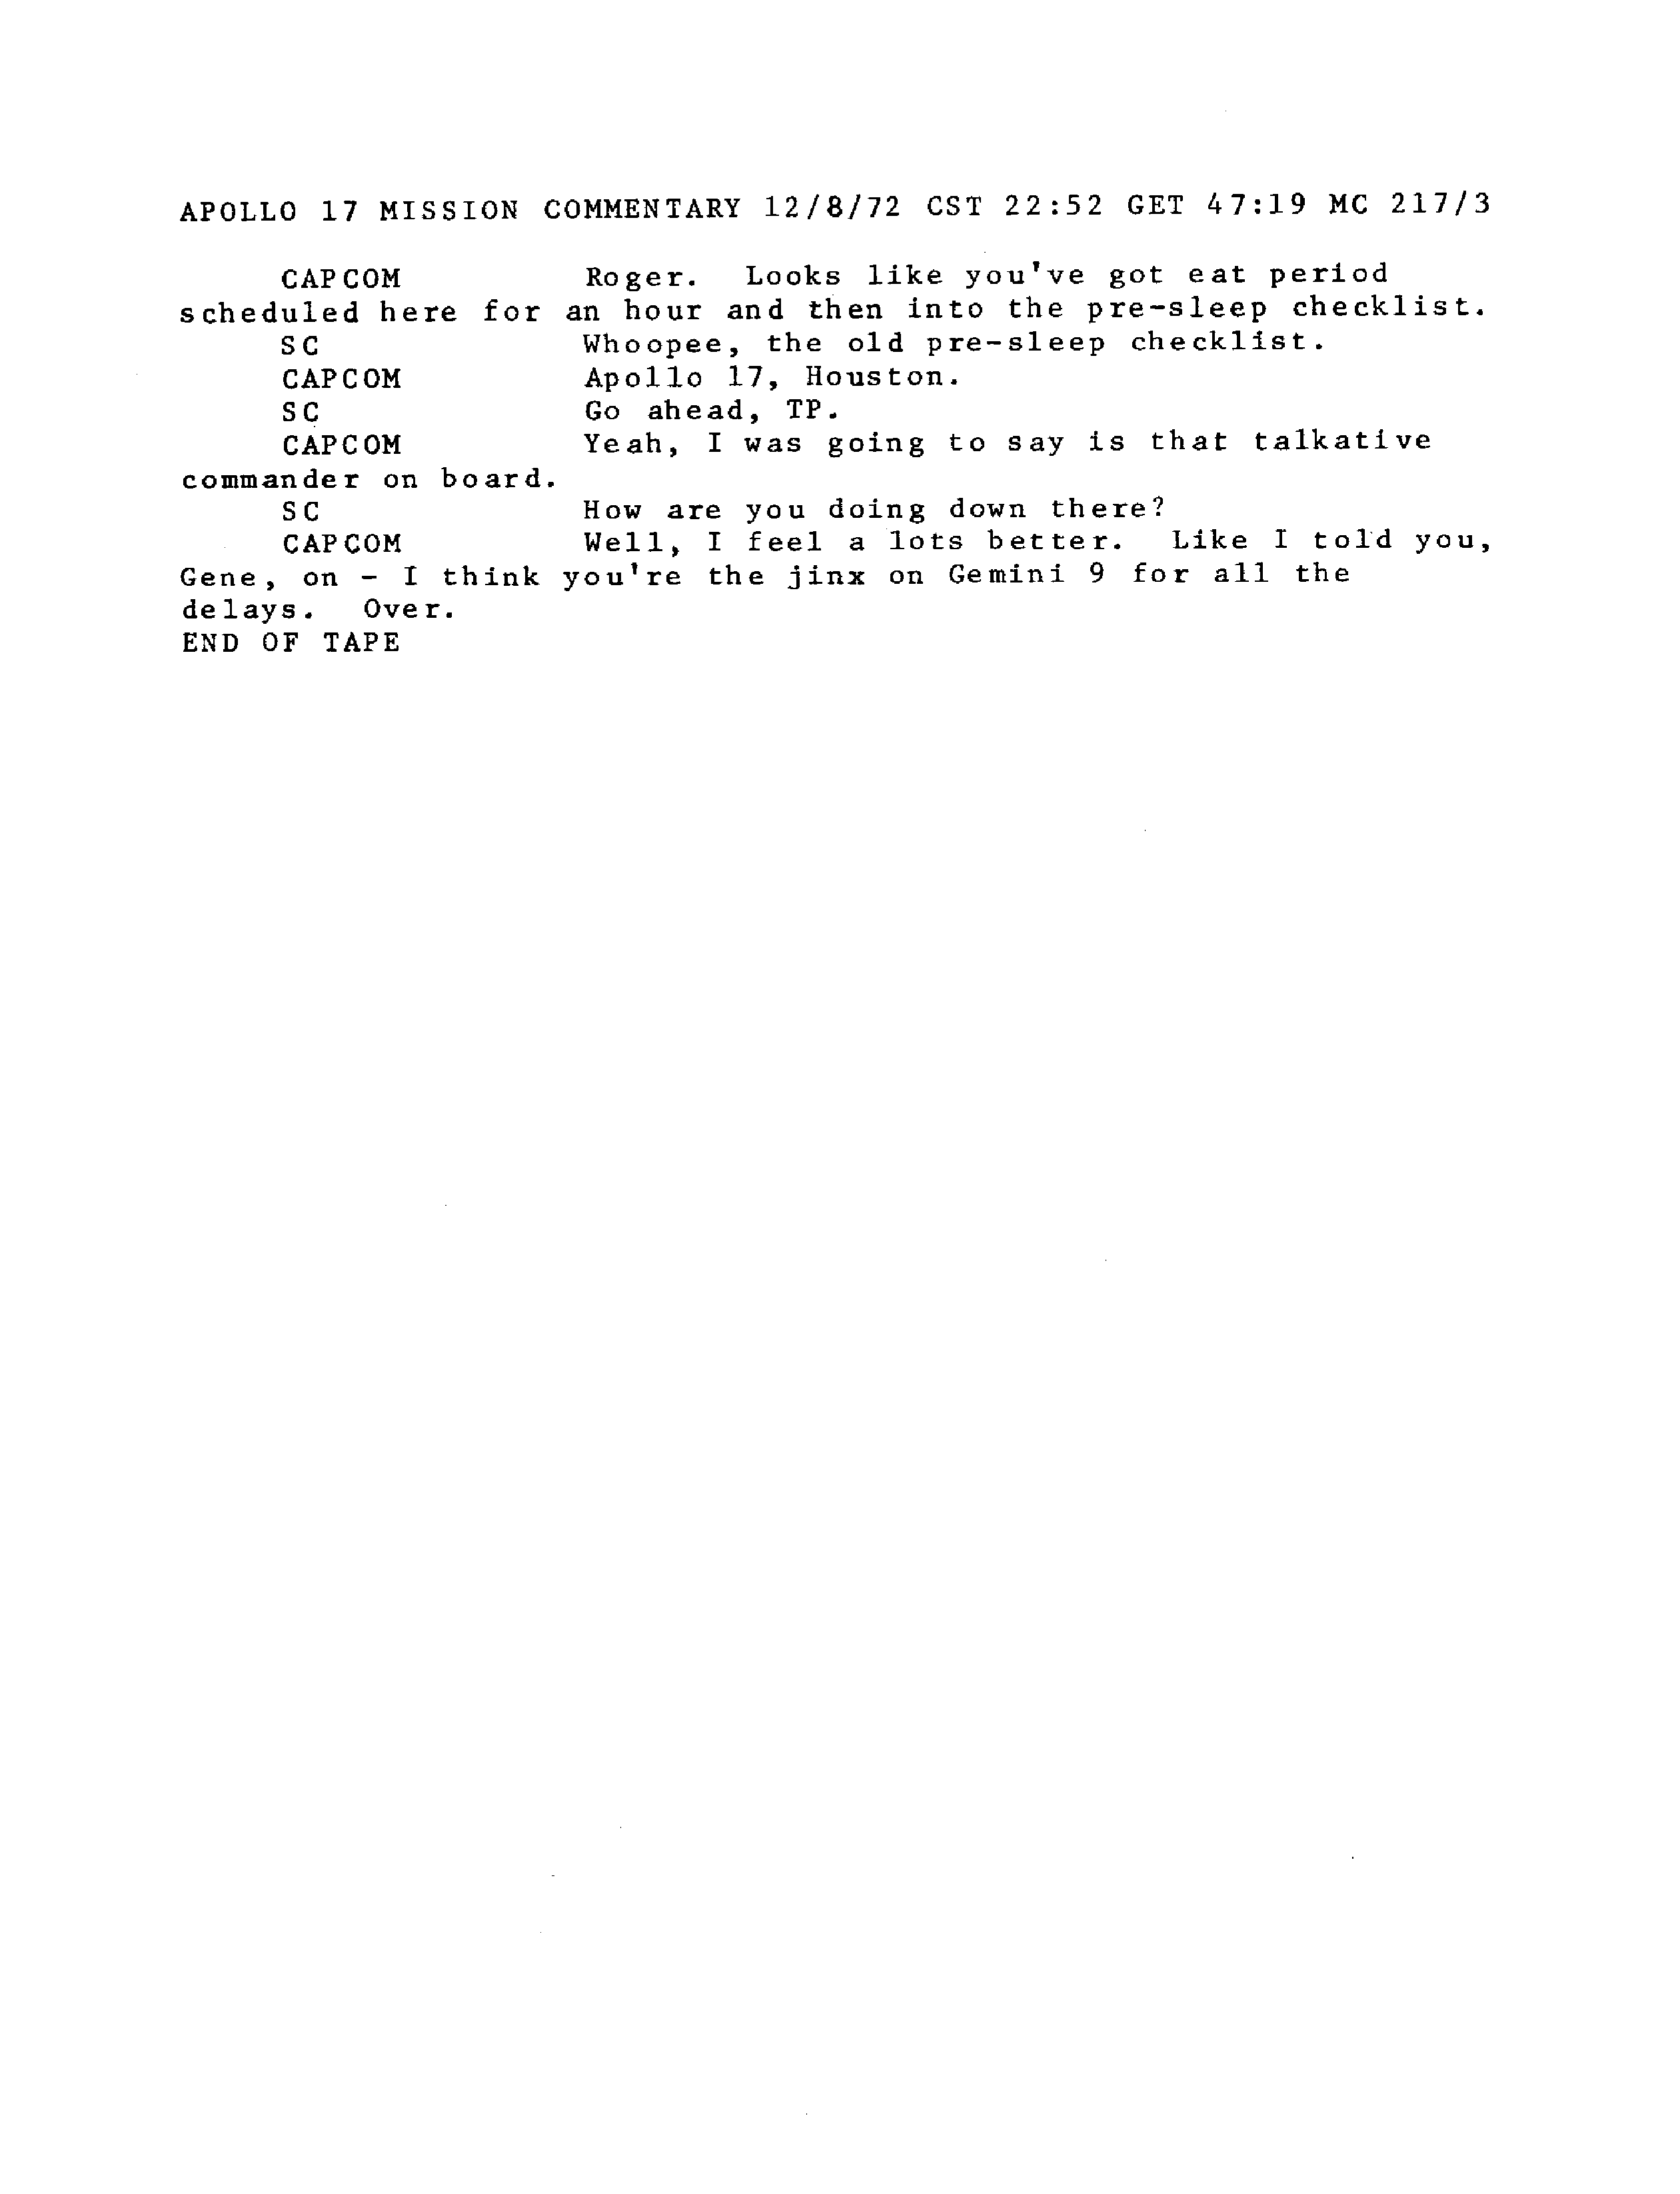 APOLLO 17 MISSION COMMENTARY 12/8/72 CST 22:52 GET 47:19 MC 217/3
CAPCOM Roger. Looks like you've got eat period
scheduled here for an hour and then into the pre-sleep checklist.
SC Whoopee, the old pre-sleep checklist.
CAPCOM Apollo 17, Houston.
SC Go ahead, TP.
CAPCOM Yeah, I was going to say is that talkative
commander on board.
SC How are you doing down there?
CAPCOM Well, I feel a lots better. Like I told you,
Gene, on - I think you're the jinx on Gemini 9 for all the
delays. Over.
END OF TAPE